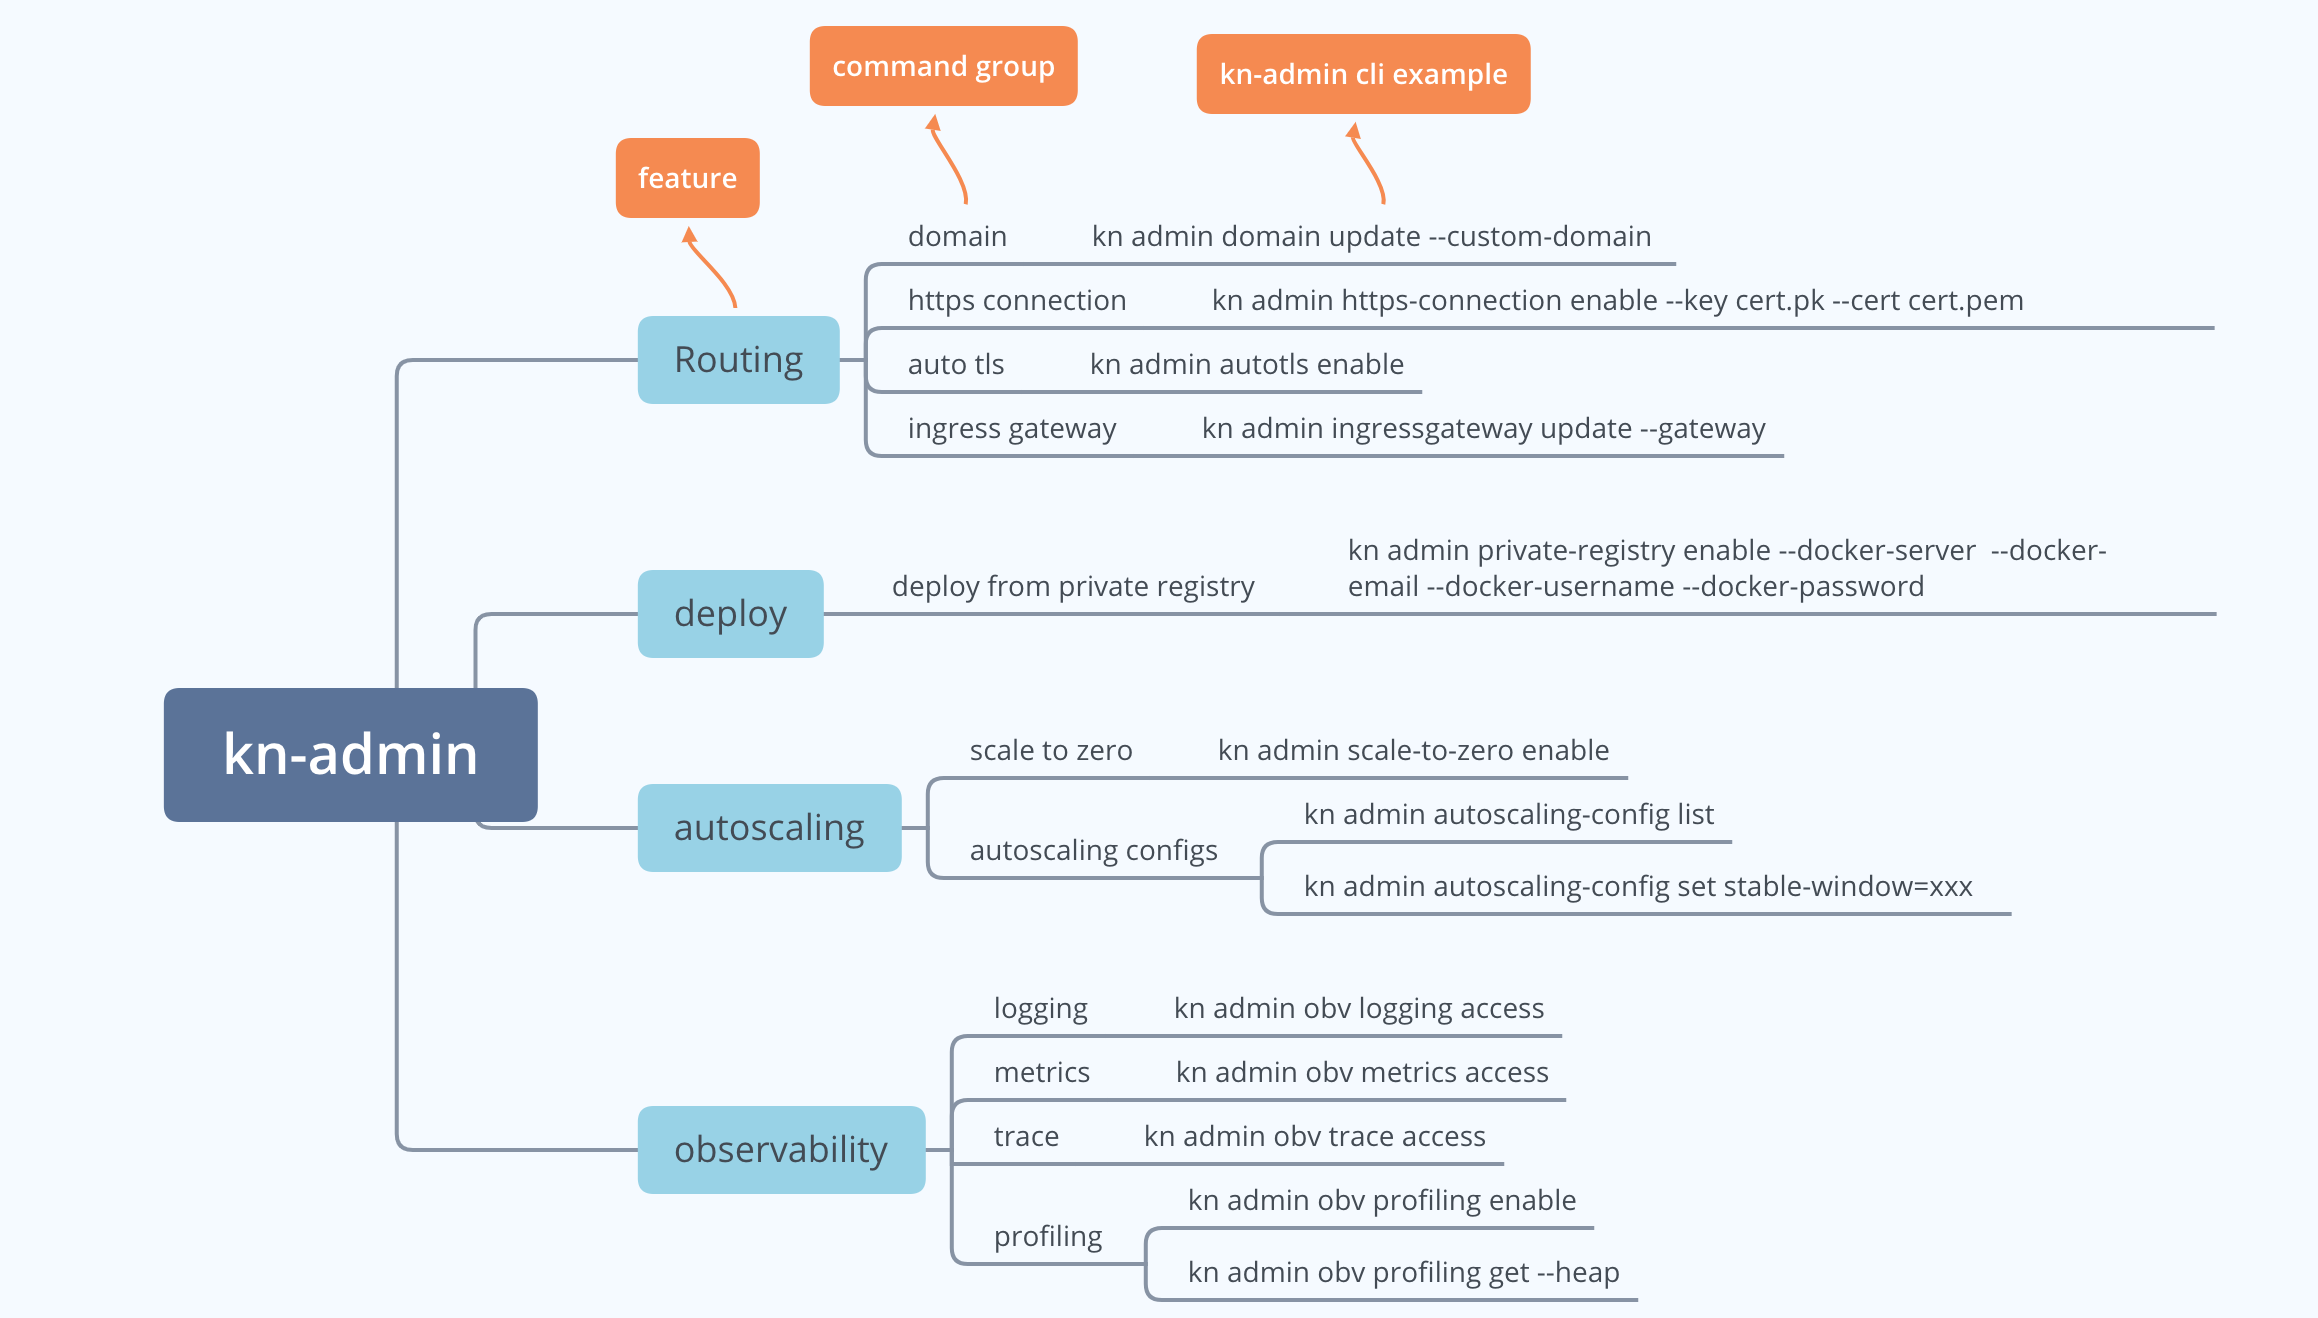 command group
kn-admin cli example
feature
domain
kn admin domain update --custom-domain
https connection
kn admin https-connection enable --key cert.pk --cert cert.pem
Routing
auto tls
kn admin autotls enable
ingress gateway
kn admin ingressgateway update --gateway
deploy
deploy from private registry
kn admin private-registry enable --docker-server  --docker-
email --docker-username --docker-password
kn-admin
autoscaling
scale to zero
kn admin scale-to-zero enable
autoscaling configs
kn admin autoscaling-config list
kn admin autoscaling-config set stable-window=xxx
observability
logging
kn admin obv logging access
metrics
kn admin obv metrics access
trace
kn admin obv trace access
profiling
kn admin obv profiling enable
kn admin obv profiling get --heap